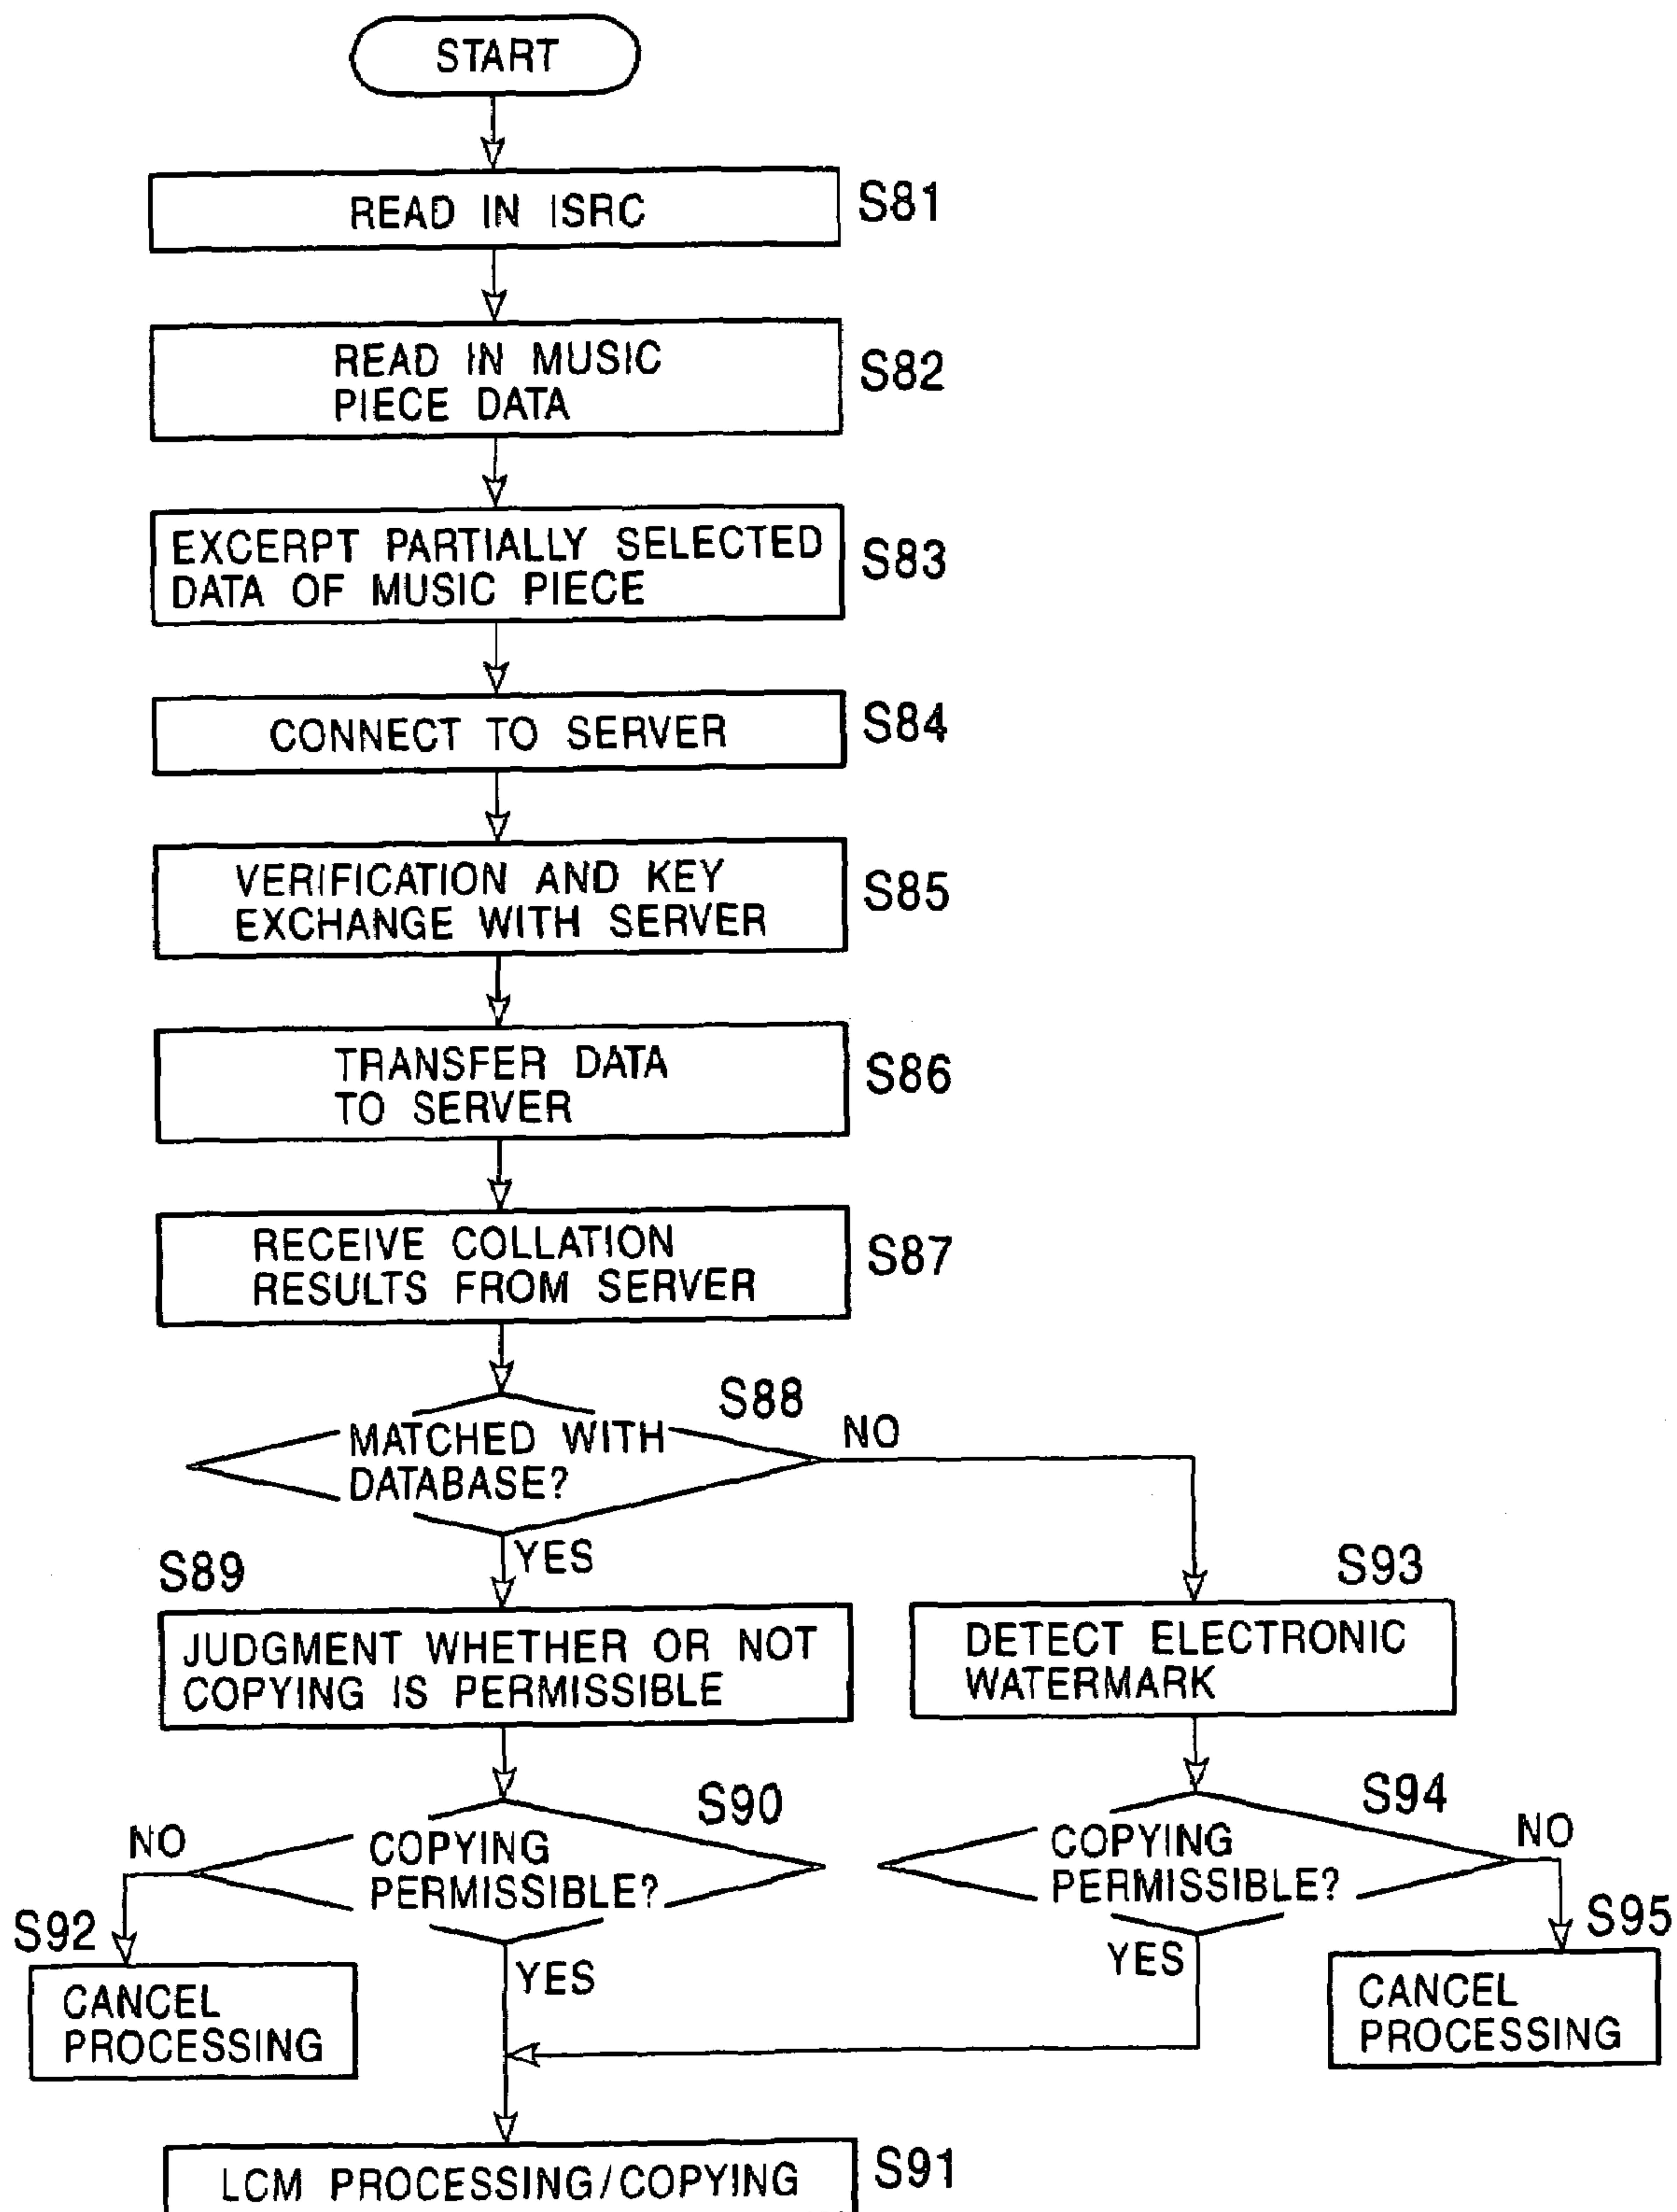 START
READ IN ISRC
S81
READ IN MUSIC
PIECE DATA
S82
EXCERPT PARTIALLY SELECTED
DATA OF MUSIC PIECE
S83
CONNECT TO SERVER
S84
VERIFICATION AND KEY
EXCHANGE WITH SERVER
S85
TRANSFER DATA
TO SERVER
S86
RECEIVE COLLATION
RESULTS FROM SERVER
S87
S88
MATCHED WITH
DATABASE?
NO
YES
S89
JUDGMENT WHETHER OR NOT
COPYING IS PERMISSIBLE
S93
DETECT ELECTRONIC
WATERMARK
S90
COPYING
PERMISSIBLE?
NO
YES
S94
COPYING
PERMISSIBLE?
NO
YES
S92
CANCEL
PROCESSING
S95
CANCEL
PROCESSING
LCM PROCESSING/COPYING
S91